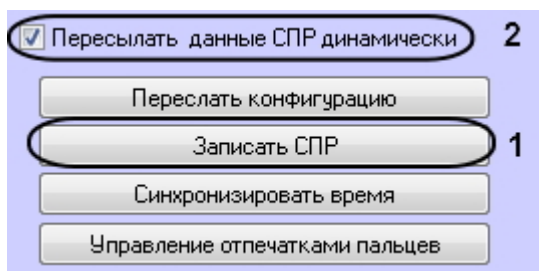 Пересылать данные СПР динамически 2
Переслать конфигурацию
Записать СПР 1
Синхронизировать время
Управление отпечатками пальцев